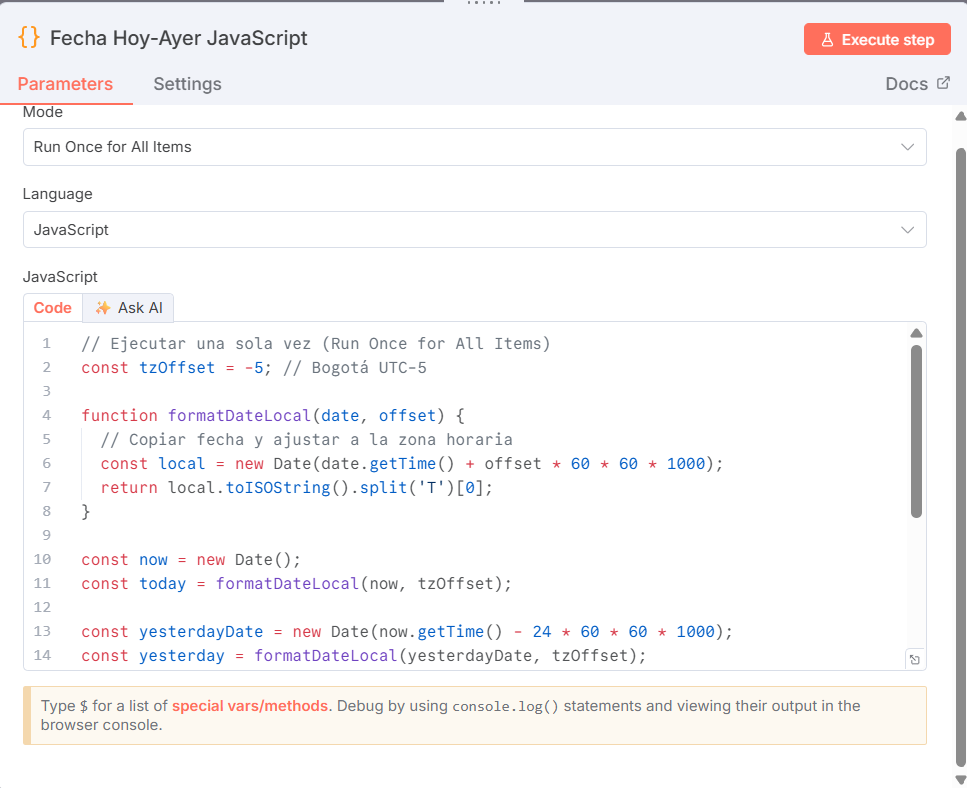 {} Fecha Hoy-Ayer JavaScript
Execute step
Parameters Settings Docs
Mode
Run Once for All Items
Language
JavaScript
JavaScript
Code Ask AI
1 // Ejecutar una sola vez (Run Once for All Items)
2 const tzOffset = -5; // Bogotá UTC-5
3
4 function formatDateLocal(date, offset) {
5 // Copiar fecha y ajustar a la zona horaria
6 const local = new Date(date.getTime() + offset * 60 * 60 * 1000);
7 return local.toISOString().split('T')[0];
8 }
9
10 const now = new Date();
11 const today = formatDateLocal(now, tzOffset);
12
13 const yesterdayDate = new Date(now.getTime() - 24 * 60 * 60 * 1000);
14 const yesterday = formatDateLocal(yesterdayDate, tzOffset);
Type $ for a list of special vars/methods. Debug by using console.log() statements and viewing their output in the
browser console.